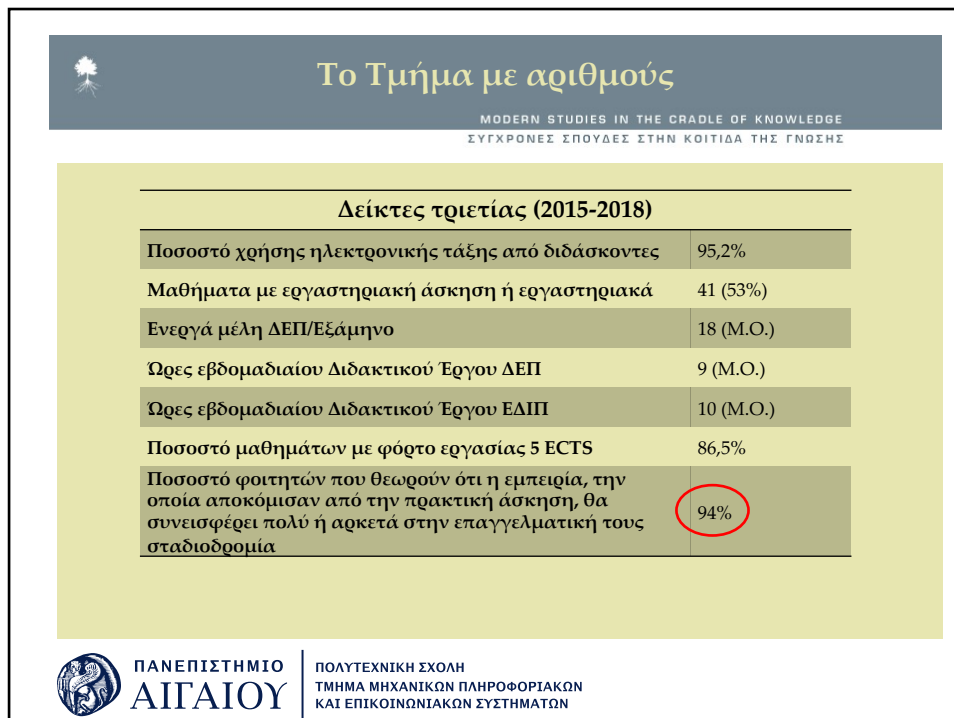 Το Τμήμα με αριθμούς
MODERN STUDIES IN THE CRADLE OF KNOWLEDGE
ΣΥΓΧΡΟΝΕΣ ΣΠΟΥΔΕΣ ΣΤΗΝ ΚΟΙΤΙΔΑ ΤΗΣ ΓΝΩΣΗΣ
Δείκτες τριετίας (2015-2018)
Ποσοστό χρήσης ηλεκτρονικής τάξης από διδάσκοντες 95,2%
Μαθήματα με εργαστηριακή άσκηση ή εργαστηριακά 41 (53%)
Ενεργά μέλη ΔΕΠ/Εξάμηνο 18 (Μ.Ο.)
Ώρες εβδομαδιαίου Διδακτικού Έργου ΔΕΠ 9 (Μ.Ο.)
Ώρες εβδομαδιαίου Διδακτικού Έργου ΕΔΙΠ 10 (Μ.Ο.)
Ποσοστό μαθημάτων με φόρτο εργασίας 5 ECTS 86,5%
Ποσοστό φοιτητών που θεωρούν ότι η εμπειρία, την
οποία αποκόμισαν από την πρακτική άσκηση, θα
συνεισφέρει πολύ ή αρκετά στην επαγγελματική τους
σταδιοδρομία
94%
ΠΑΝΕΠΙΣΤΗΜΙΟ
ΑΙΓΑΙΟΥ
ΠΟΛΥΤΕΧΝΙΚΗ ΣΧΟΛΗ
ΤΜΗΜΑ ΜΗΧΑΝΙΚΩΝ ΠΛΗΡΟΦΟΡΙΑΚΩΝ
ΚΑΙ ΕΠΙΚΟΙΝΩΝΙΑΚΩΝ ΣΥΣΤΗΜΑΤΩΝ